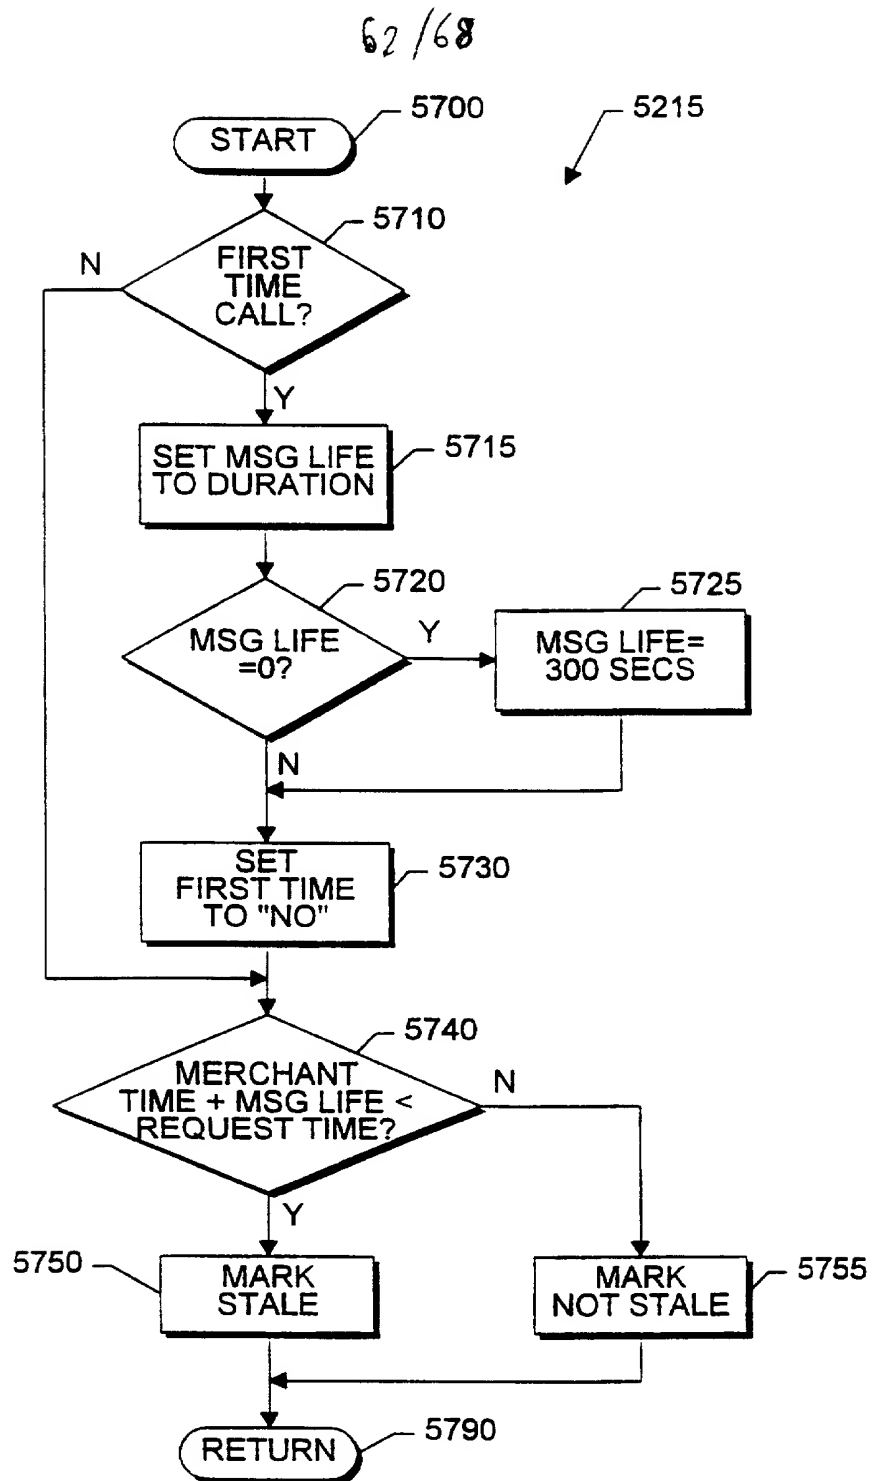 62/68
5700
5215
START
5710
N
FIRST
TIME
CALL?
Y
5715
SET MSG LIFE
TO DURATION
5720
5725
MSG LIFE
=0?
Y
MSG LIFE=
300 SECS
N
5730
SET
FIRST TIME
TO "NO"
5740
MERCHANT
TIME + MSG LIFE <
REQUEST TIME?
N
Y
5750
MARK
STALE
MARK
NOT STALE
5755
RETURN
5790